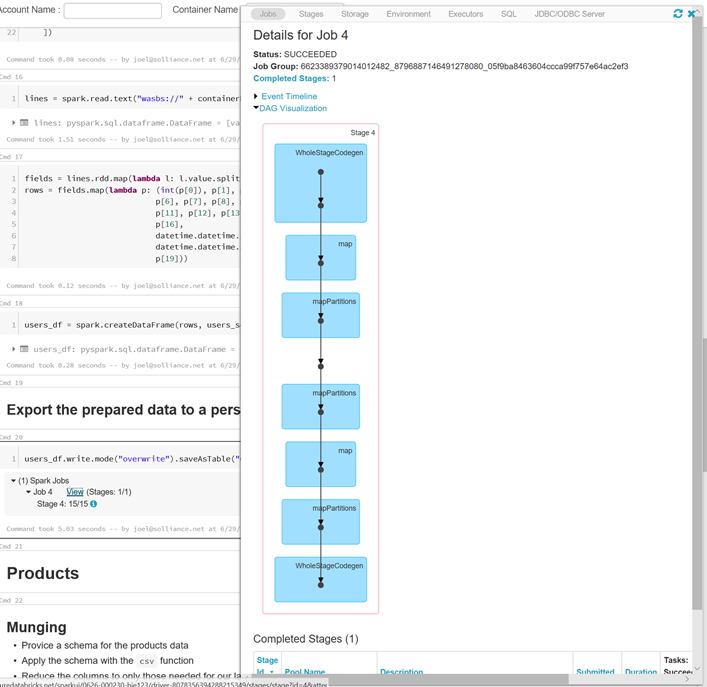 Account Name :
Container Name
22 ])
Command took 0.08 seconds -- by joel@solliance.net at 6/29/
Cmd 16
1 lines = spark.read.text("wasbs://" + container
lines: pyspark.sql.dataframe.DataFrame = [va
Command took 1.51 seconds -- by joel@solliance.net at 6/29/
Cmd 17
1 fields = lines.rdd.map(lambda l: l.value.split
2 rows = fields.map(lambda p: (int(p[0]), p[1],
3 p[6], p[7], p[8],
4 p[11], p[12], p[13
5 p[16],
6 datetime.datetime.
7 datetime.datetime.
8 p[19]))
Command took 0.12 seconds -- by joel@solliance.net at 6/29/
Cmd 18
1 users_df = spark.createDataFrame(rows, users_s
users_df: pyspark.sql.dataframe.DataFrame =
Command took 0.28 seconds -- by joel@solliance.net at 6/29/
Cmd 19
Export the prepared data to a pers
Cmd 20
1 users_df.write.mode("overwrite").saveAsTable("
(1) Spark Jobs
Job 4 View (Stages: 1/1)
Stage 4: 15/15
Command took 5.03 seconds -- by joel@solliance.net at 6/29/
Cmd 21
Products
Cmd 22
Munging
• Provice a schema for the products data
• Apply the schema with the csv function
• Reduce the columns to only those needed for our la
Jobs Stages Storage Environment Executors SQL JDBC/ODBC Server
Details for Job 4
Status: SUCCEEDED
Job Group: 6623389379014012482_8796887146491278080_05f9ba8463604ccca99f757e64ac2ef3
Completed Stages: 1
Event Timeline
DAG Visualization
Stage 4
WholeStageCodegen
map
mapPartitions
mapPartitions
map
mapPartitions
WholeStageCodegen
Completed Stages (1)
Stage Id Pool Name Description Submitted Duration Tasks: